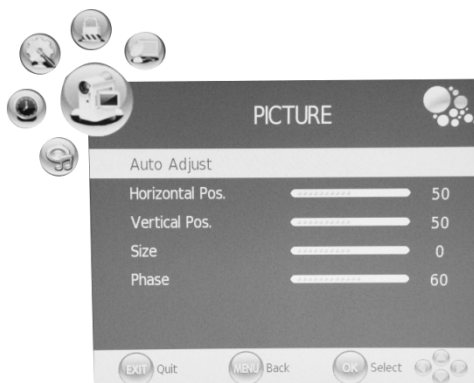 PICTURE
Auto Adjust
Horizontal Pos. 50
Vertical Pos. 50
Size 0
Phase 60
EXIT Quit MENU Back OK Select